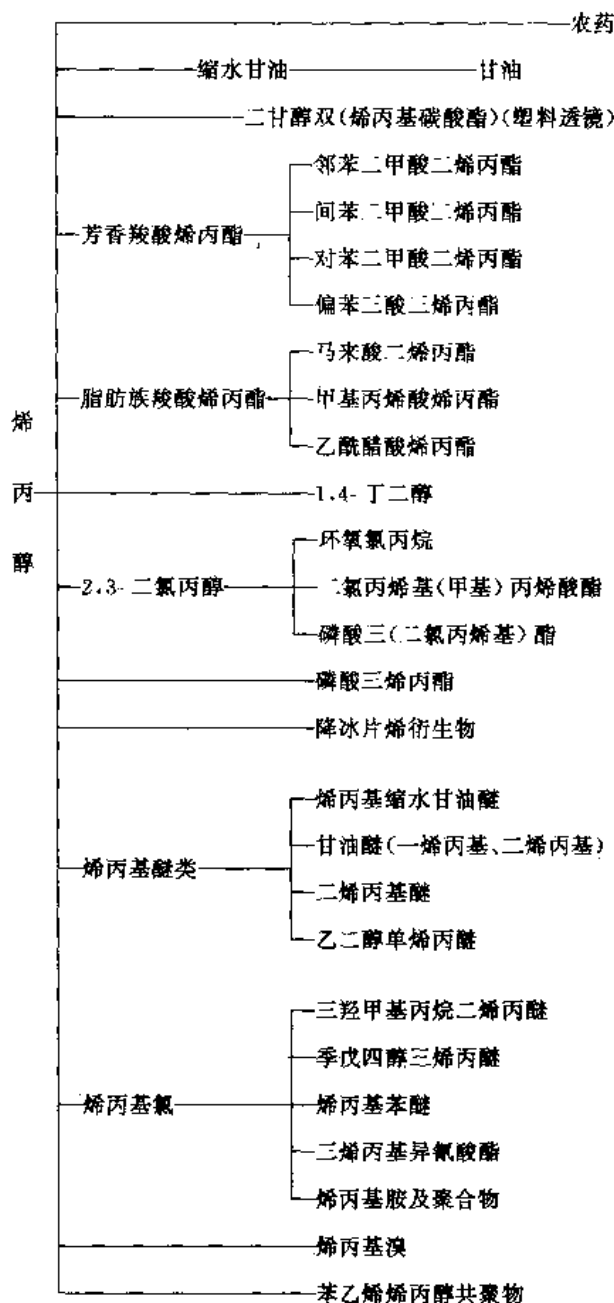 农药
缩水甘油 甘油
二甘醇双(烯丙基碳酸酯)(塑料透镜)
邻苯二甲酸二烯丙酯
间苯二甲酸二烯丙酯
芳香羧酸烯丙酯
对苯二甲酸二烯丙酯
偏苯三酸三烯丙酯
马来酸二烯丙酯
脂肪族羧酸烯丙酯 甲基丙烯酸烯丙酯
乙酰醋酸烯丙酯
烯丙醇
1,4-丁二醇
环氧氯丙烷
2,3-二氯丙醇 二氯丙烯基(甲基)丙烯酸酯
磷酸三(二氯丙烯基)酯
磷酸三烯丙酯
降冰片烯衍生物
烯丙基缩水甘油醚
甘油醚(一烯丙基、二烯丙基)
烯丙基醚类
二烯丙基醚
乙二醇单烯丙醚
三羟甲基丙烷二烯丙醚
季戊四醇三烯丙醚
烯丙基氯 烯丙基苯醚
三烯丙基异氰酸酯
烯丙基胺及聚合物
烯丙基溴
苯乙烯烯丙醇共聚物